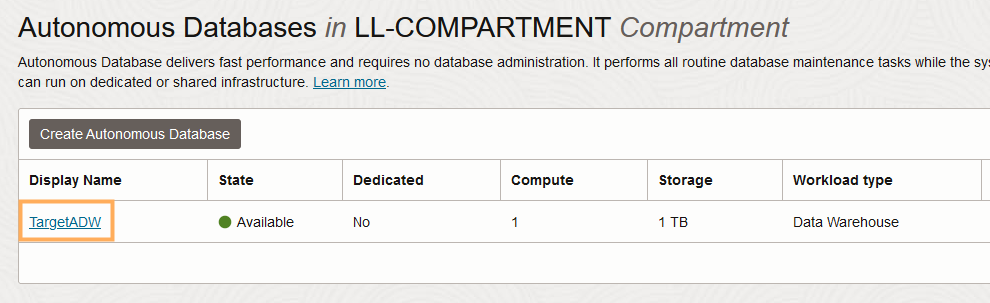 Autonomous Databases in LL-COMPARTMENT Compartment
Autonomous Database delivers fast performance and requires no database administration. It performs all routine database maintenance tasks while the sys
can run on dedicated or shared infrastructure. Learn more.
Create Autonomous Database
Display Name State Dedicated Compute Storage Workload type
TargetADW Available No 1 1 TB Data Warehouse